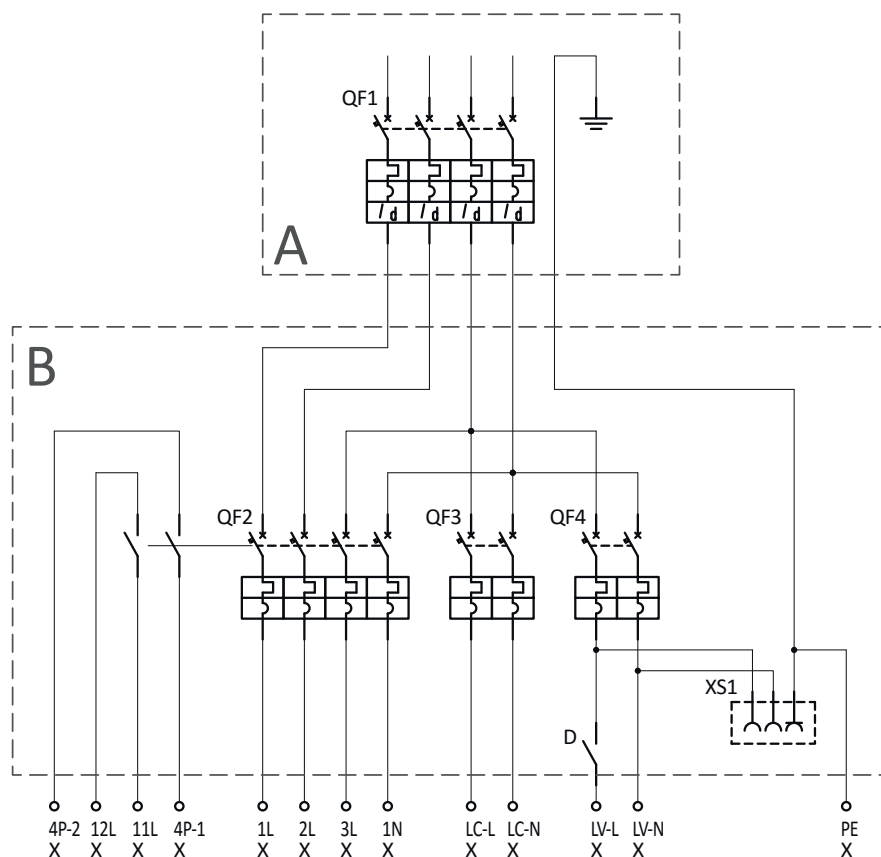 QF1
I d I d I d I d
A
B
QF2 QF3 QF4
XS1
D
4P-2 12L 11L 4P-1 1L 2L 3L 1N LC-L LC-N LV-L LV-N PE
X X X X X X X X X X X X X